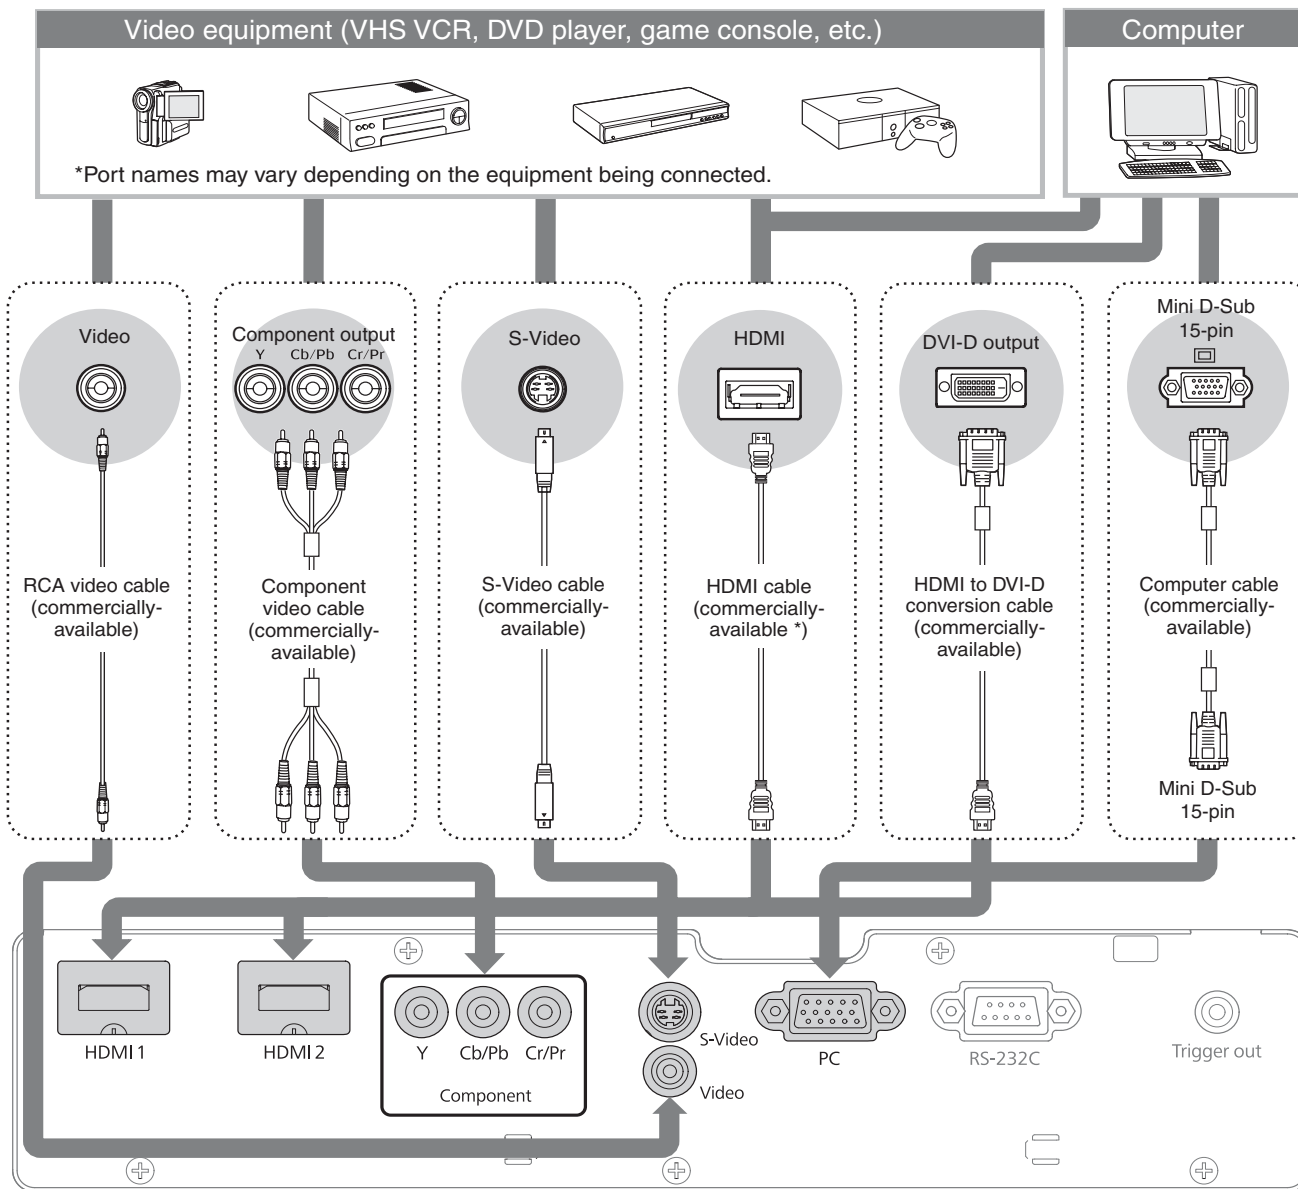 Video equipment (VHS VCR, DVD player, game console, etc.)
Computer
*Port names may vary depending on the equipment being connected.
Video
Component output
Y Cb/Pb Cr/Pr
S-Video
HDMI
DVI-D output
Mini D-Sub
15-pin
RCA video cable
(commercially-
available)
Component
video cable
(commercially-
available)
S-Video cable
(commercially-
available)
HDMI cable
(commercially-
available *)
HDMI to DVI-D
conversion cable
(commercially-
available)
Computer cable
(commercially-
available)
Mini D-Sub
15-pin
HDMI 1
HDMI 2
Y Cb/Pb Cr/Pr
Component
S-Video
Video
PC
RS-232C
Trigger out